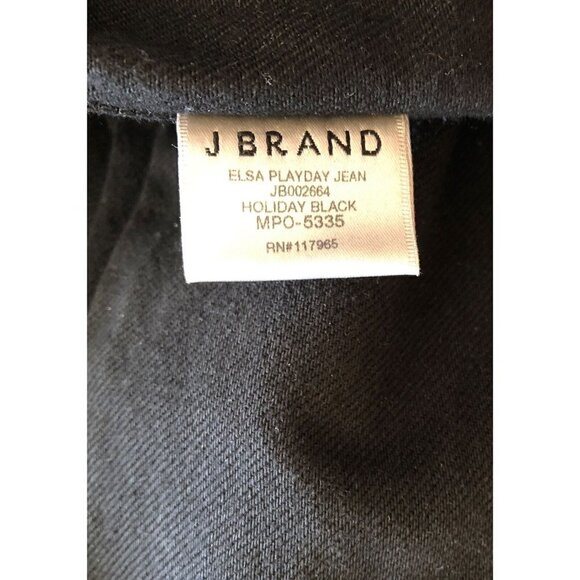 J BRAND
ELSA PLAYDAY JEAN
JB002664
HOLIDAY BLACK
MPO-5335
RN#117965